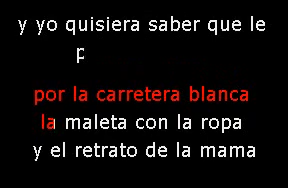 y yo quisiera saber que le
p
por la carretera blanca
la maleta con la ropa
y el retrato de la mama